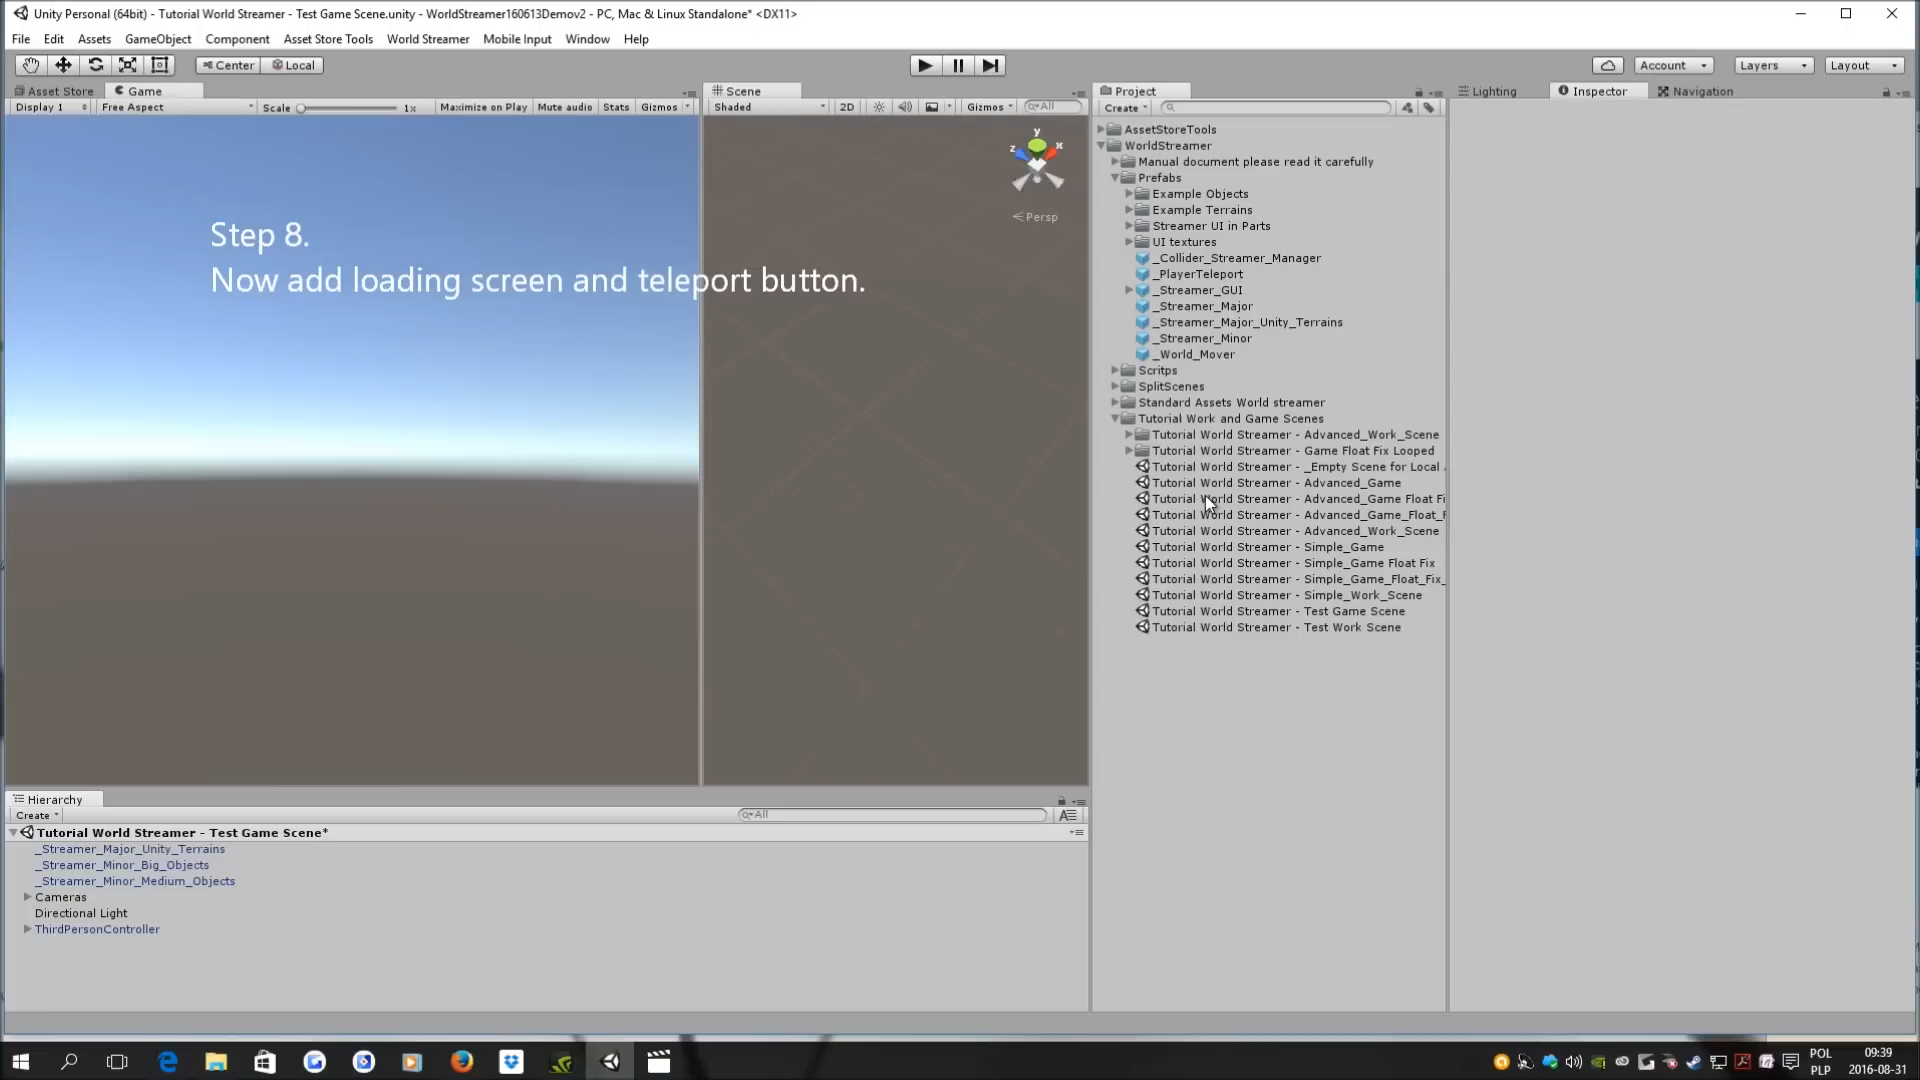 Unity Personal (64bit) - Tutorial World Streamer - Test Game Scene.unity - WorldStreamer160613Demov2 - PC, Mac & Linux Standalone* <DX11>
File Edit Assets GameObject Component Asset Store Tools World Streamer Mobile Input Window Help
Center Local Account Layers Layout
Asset Store Game Scene Project Lighting Inspector Navigation
Display 1 Free Aspect Scale 1x Maximize on Play Mute audio Stats Gizmos Shaded 2D Gizmos All Create
y
z x
Persp
Step 8.
Now add loading screen and teleport button.
AssetStoreTools
WorldStreamer
Manual document please read it carefully
Prefabs
Example Objects
Example Terrains
Streamer UI in Parts
UI textures
_Collider_Streamer_Manager
_PlayerTeleport
_Streamer_GUI
_Streamer_Major
_Streamer_Major_Unity_Terrains
_Streamer_Minor
_World_Mover
Scritps
SplitScenes
Standard Assets World streamer
Tutorial Work and Game Scenes
Tutorial World Streamer - Advanced_Work_Scene
Tutorial World Streamer - Game Float Fix Looped
Tutorial World Streamer - _Empty Scene for Local
Tutorial World Streamer - Advanced_Game
Tutorial World Streamer - Advanced_Game Float Fi
Tutorial World Streamer - Advanced_Game_Float_F
Tutorial World Streamer - Advanced_Work_Scene
Tutorial World Streamer - Simple_Game
Tutorial World Streamer - Simple_Game Float Fix
Tutorial World Streamer - Simple_Game_Float_Fix_
Tutorial World Streamer - Simple_Work_Scene
Tutorial World Streamer - Test Game Scene
Tutorial World Streamer - Test Work Scene
Hierarchy
Create All
Tutorial World Streamer - Test Game Scene*
_Streamer_Major_Unity_Terrains
_Streamer_Minor_Big_Objects
_Streamer_Minor_Medium_Objects
Cameras
Directional Light
ThirdPersonController
POL 09:39
PLP 2016-08-31